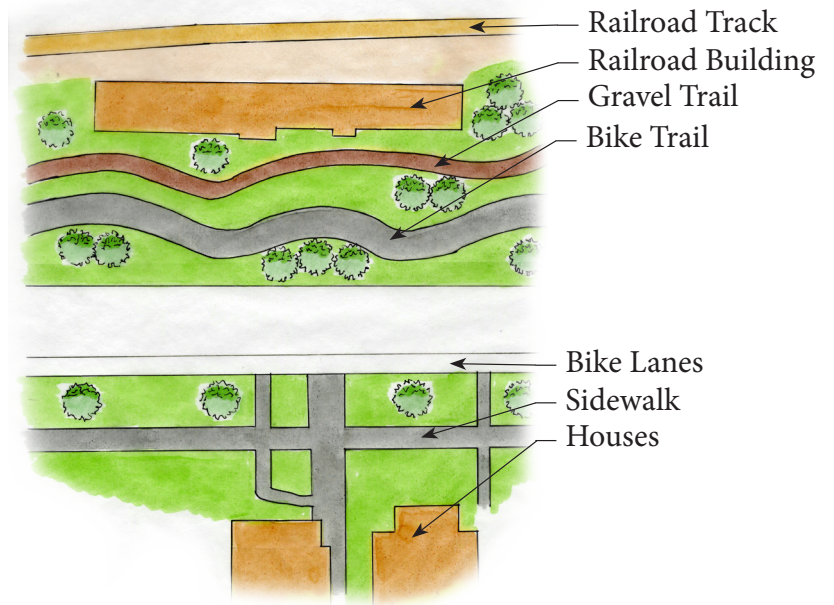 Railroad Track
Railroad Building
Gravel Trail
Bike Trail
Bike Lanes
Sidewalk
Houses